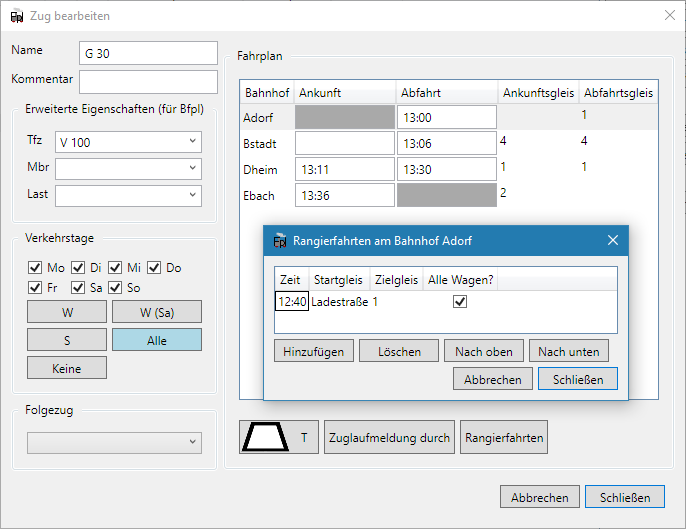 Zug bearbeiten
Name G 30
Kommentar
Erweiterte Eigenschaften (für Bfpl)
Tfz V 100
Mbr
Last
Verkehrstage
Mo Di Mi Do
Fr Sa So
W W (Sa)
S Alle
Keine
Folgezug
Fahrplan
Bahnhof Ankunft Abfahrt Ankunftsgleis Abfahrtsgleis
Adorf 13:00 1
Bstadt 13:06 4 4
Dheim 13:11 13:30 1 1
Ebach 13:36 2
Rangierfahrten am Bahnhof Adorf
Zeit Startgleis Zielgleis Alle Wagen?
12:40 Ladestraße 1
Hinzufügen Löschen Nach oben Nach unten
Abbrechen Schließen
T Zuglaufmeldung durch Rangierfahrten
Abbrechen Schließen